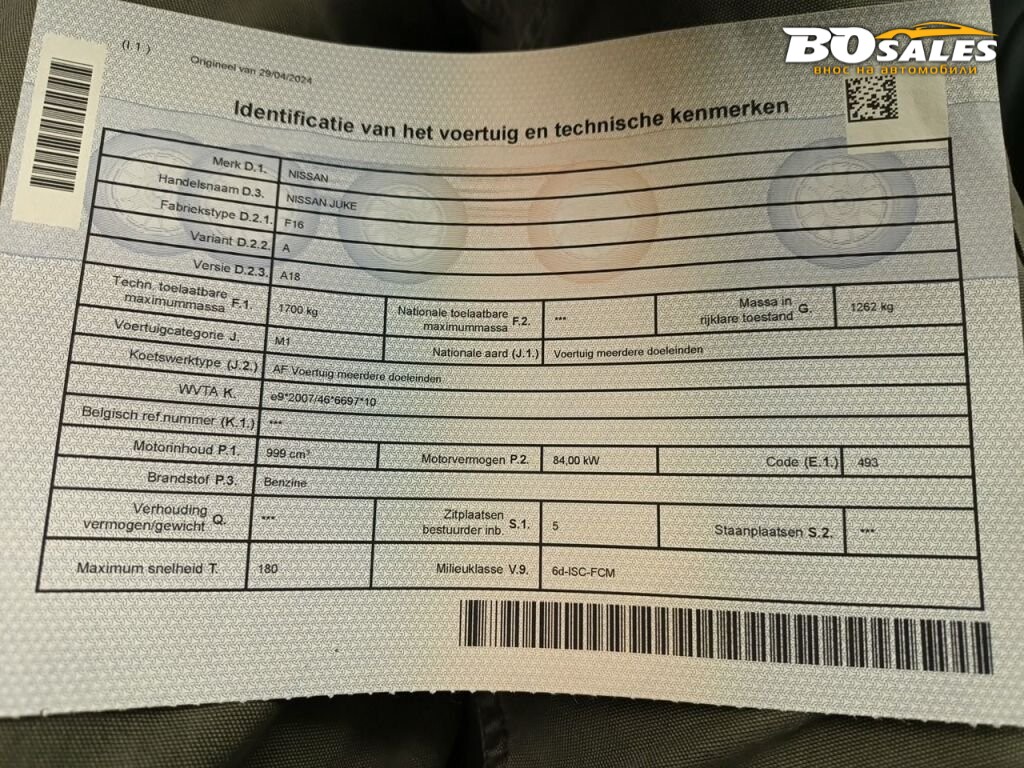 BOSALES
внос на автомобили
(I.1)
Origineel van 29/04/2024
Identificatie van het voertuig en technische kenmerken
Merk D.1. NISSAN
Handelsnaam D.3. NISSAN JUKE
Fabriekstype D.2.1. F16
Variant D.2.2. A
Versie D.2.3. A18
Techn. toelaatbare maximummassa F.1. 1700 kg Nationale toelaatbare maximummassa F.2. *** Massa in rijklare toestand G. 1262 kg
Voertuigcategorie J. M1 Nationale aard (J.1.) Voertuig meerdere doeleinden
Koetswerktype (J.2.) AF Voertuig meerdere doeleinden
WVTA K. e9*2007/46*6697*10
Belgisch ref.nummer (K.1.) ***
Motorinhoud P.1. 999 cm³ Motorvermogen P.2. 84,00 kW Code (E.1.) 493
Brandstof P.3. Benzine
Verhouding vermogen/gewicht Q. *** Zitplaatsen bestuurder inb. S.1. 5 Staanplaatsen S.2. ***
Maximum snelheid T. 180 Milieuklasse V.9. 6d-ISC-FCM